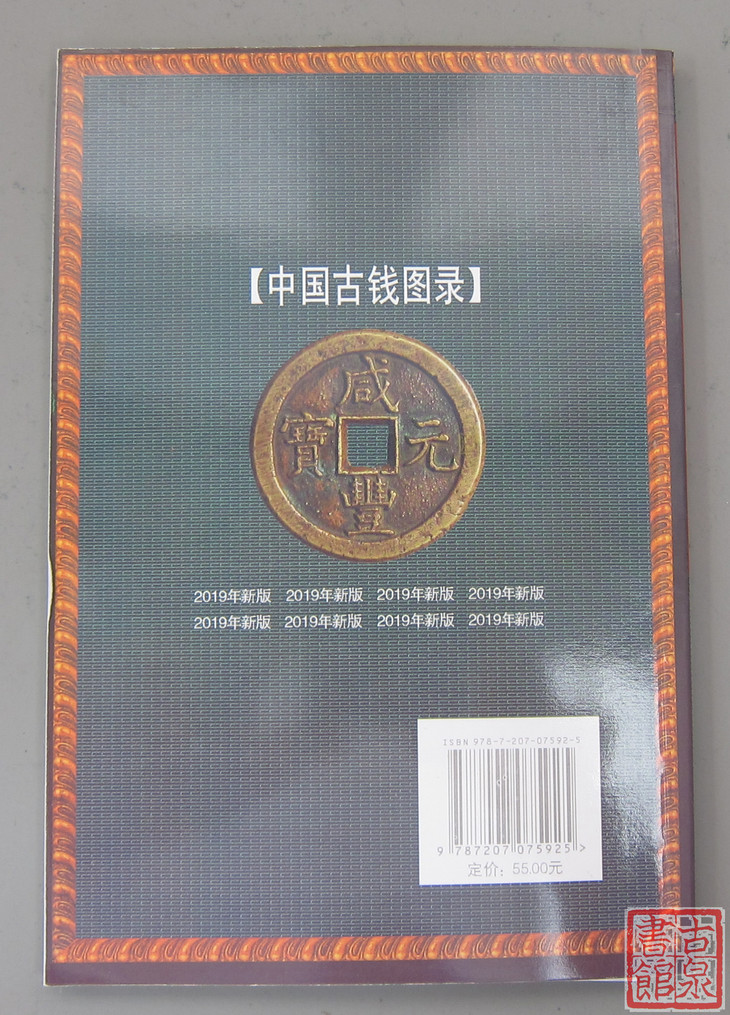 【中国古钱图录】
咸
寶 元
豐
2019年新版 2019年新版 2019年新版 2019年新版
2019年新版 2019年新版 2019年新版 2019年新版
ISBN 978-7-207-07592-5
9 787207 075925 >
定价：55.00元
古泉
書館